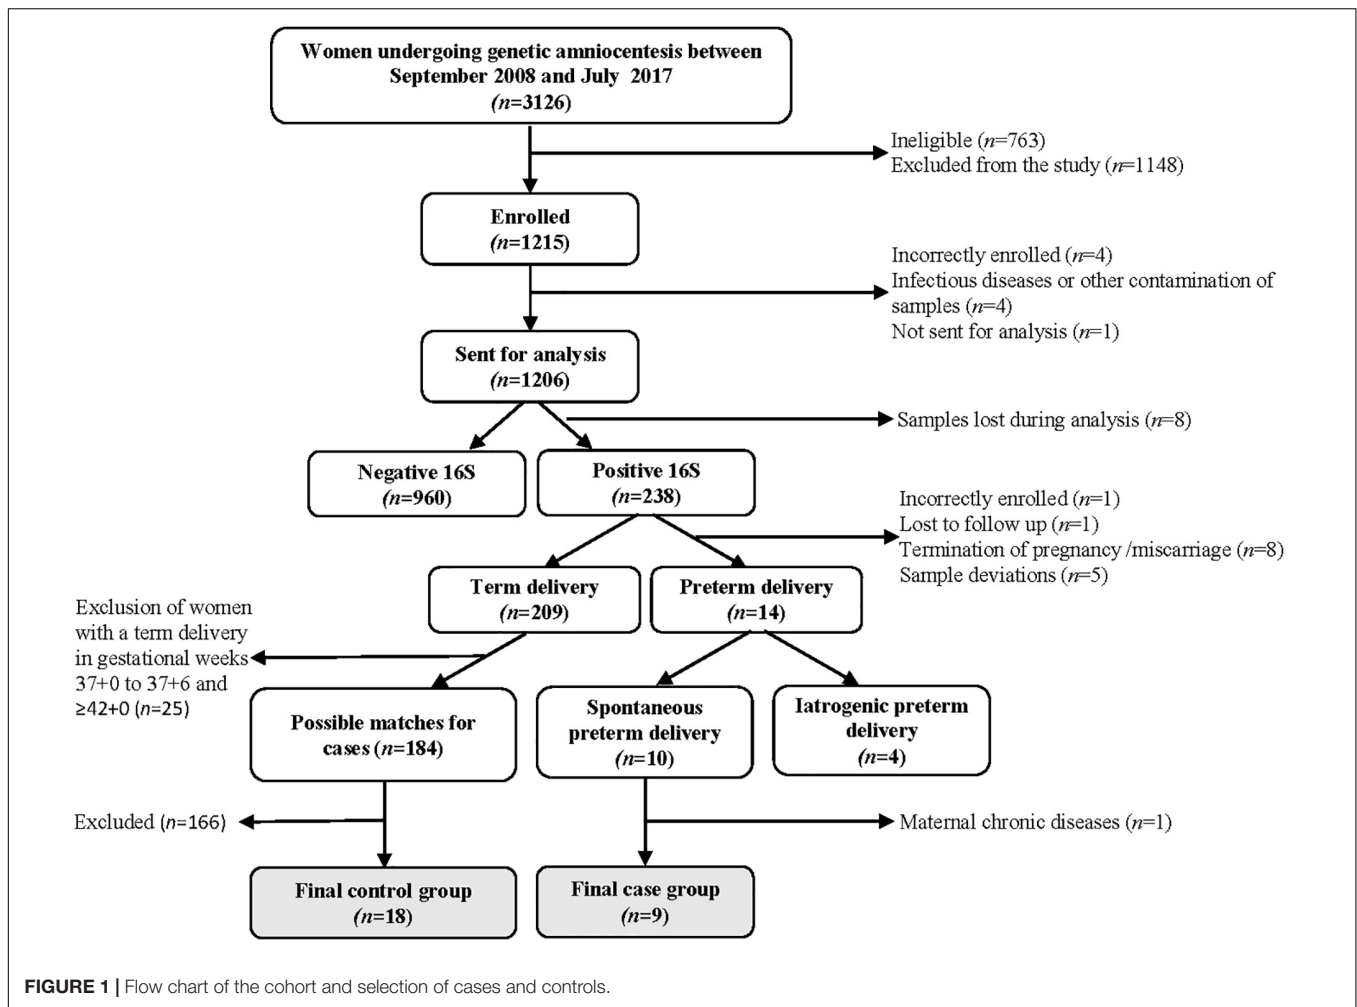 Women undergoing genetic amniocentesis between
September 2008 and July 2017
(n=3126)
Ineligible (n=763)
Excluded from the study (n=1148)
Enrolled
(n=1215)
Incorrectly enrolled (n=4)
Infectious diseases or other contamination of
samples (n=4)
Not sent for analysis (n=1)
Sent for analysis
(n=1206)
Samples lost during analysis (n=8)
Negative 16S
(n=960)
Positive 16S
(n=238)
Incorrectly enrolled (n=1)
Lost to follow up (n=1)
Termination of pregnancy /miscarriage (n=8)
Sample deviations (n=5)
Term delivery
(n=209)
Preterm delivery
(n=14)
Exclusion of women
with a term delivery
in gestational weeks
37+0 to 37+6 and
≥42+0 (n=25)
Possible matches for
cases (n=184)
Spontaneous
preterm delivery
(n=10)
Iatrogenic preterm
delivery
(n=4)
Excluded (n=166)
Maternal chronic diseases (n=1)
Final control group
(n=18)
Final case group
(n=9)
FIGURE 1 | Flow chart of the cohort and selection of cases and controls.